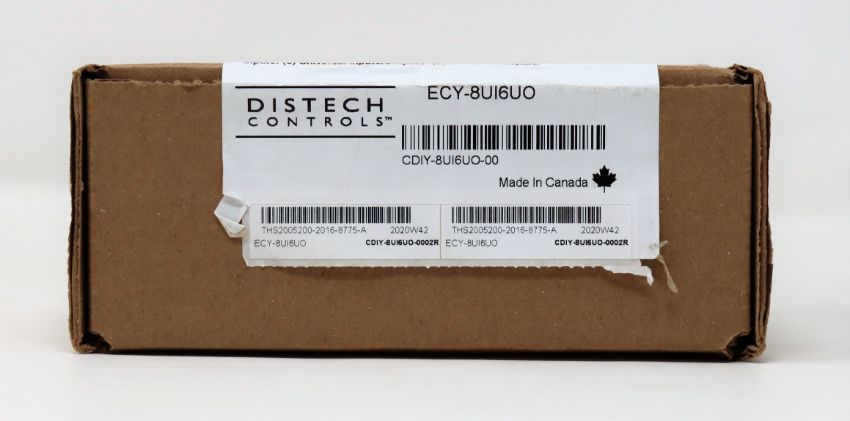 ECY-8UI6UO
DISTECH
CONTROLS™
CDIY-8UI6UO-00
Made In Canada
THS2005200-2016-8775-A 2020W42
ECY-8UI6UO CDIY-8UI6UO-0002R
THS2005200-2016-8775-A 2020W42
ECY-8UI6UO CDIY-8UI6UO-0002R